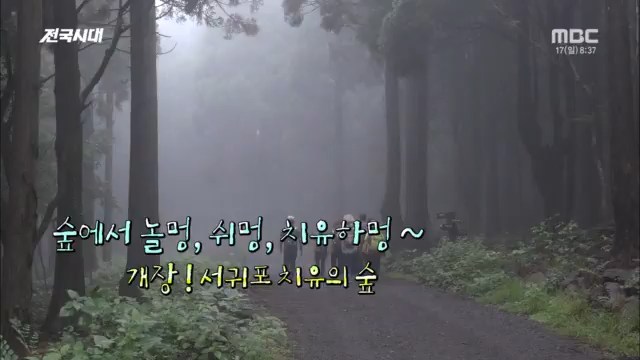 전국시대
MBC
17(일) 8:37
숲에서 놀멍, 쉬멍, 치유하멍~
개장! 서귀포 치유의 숲